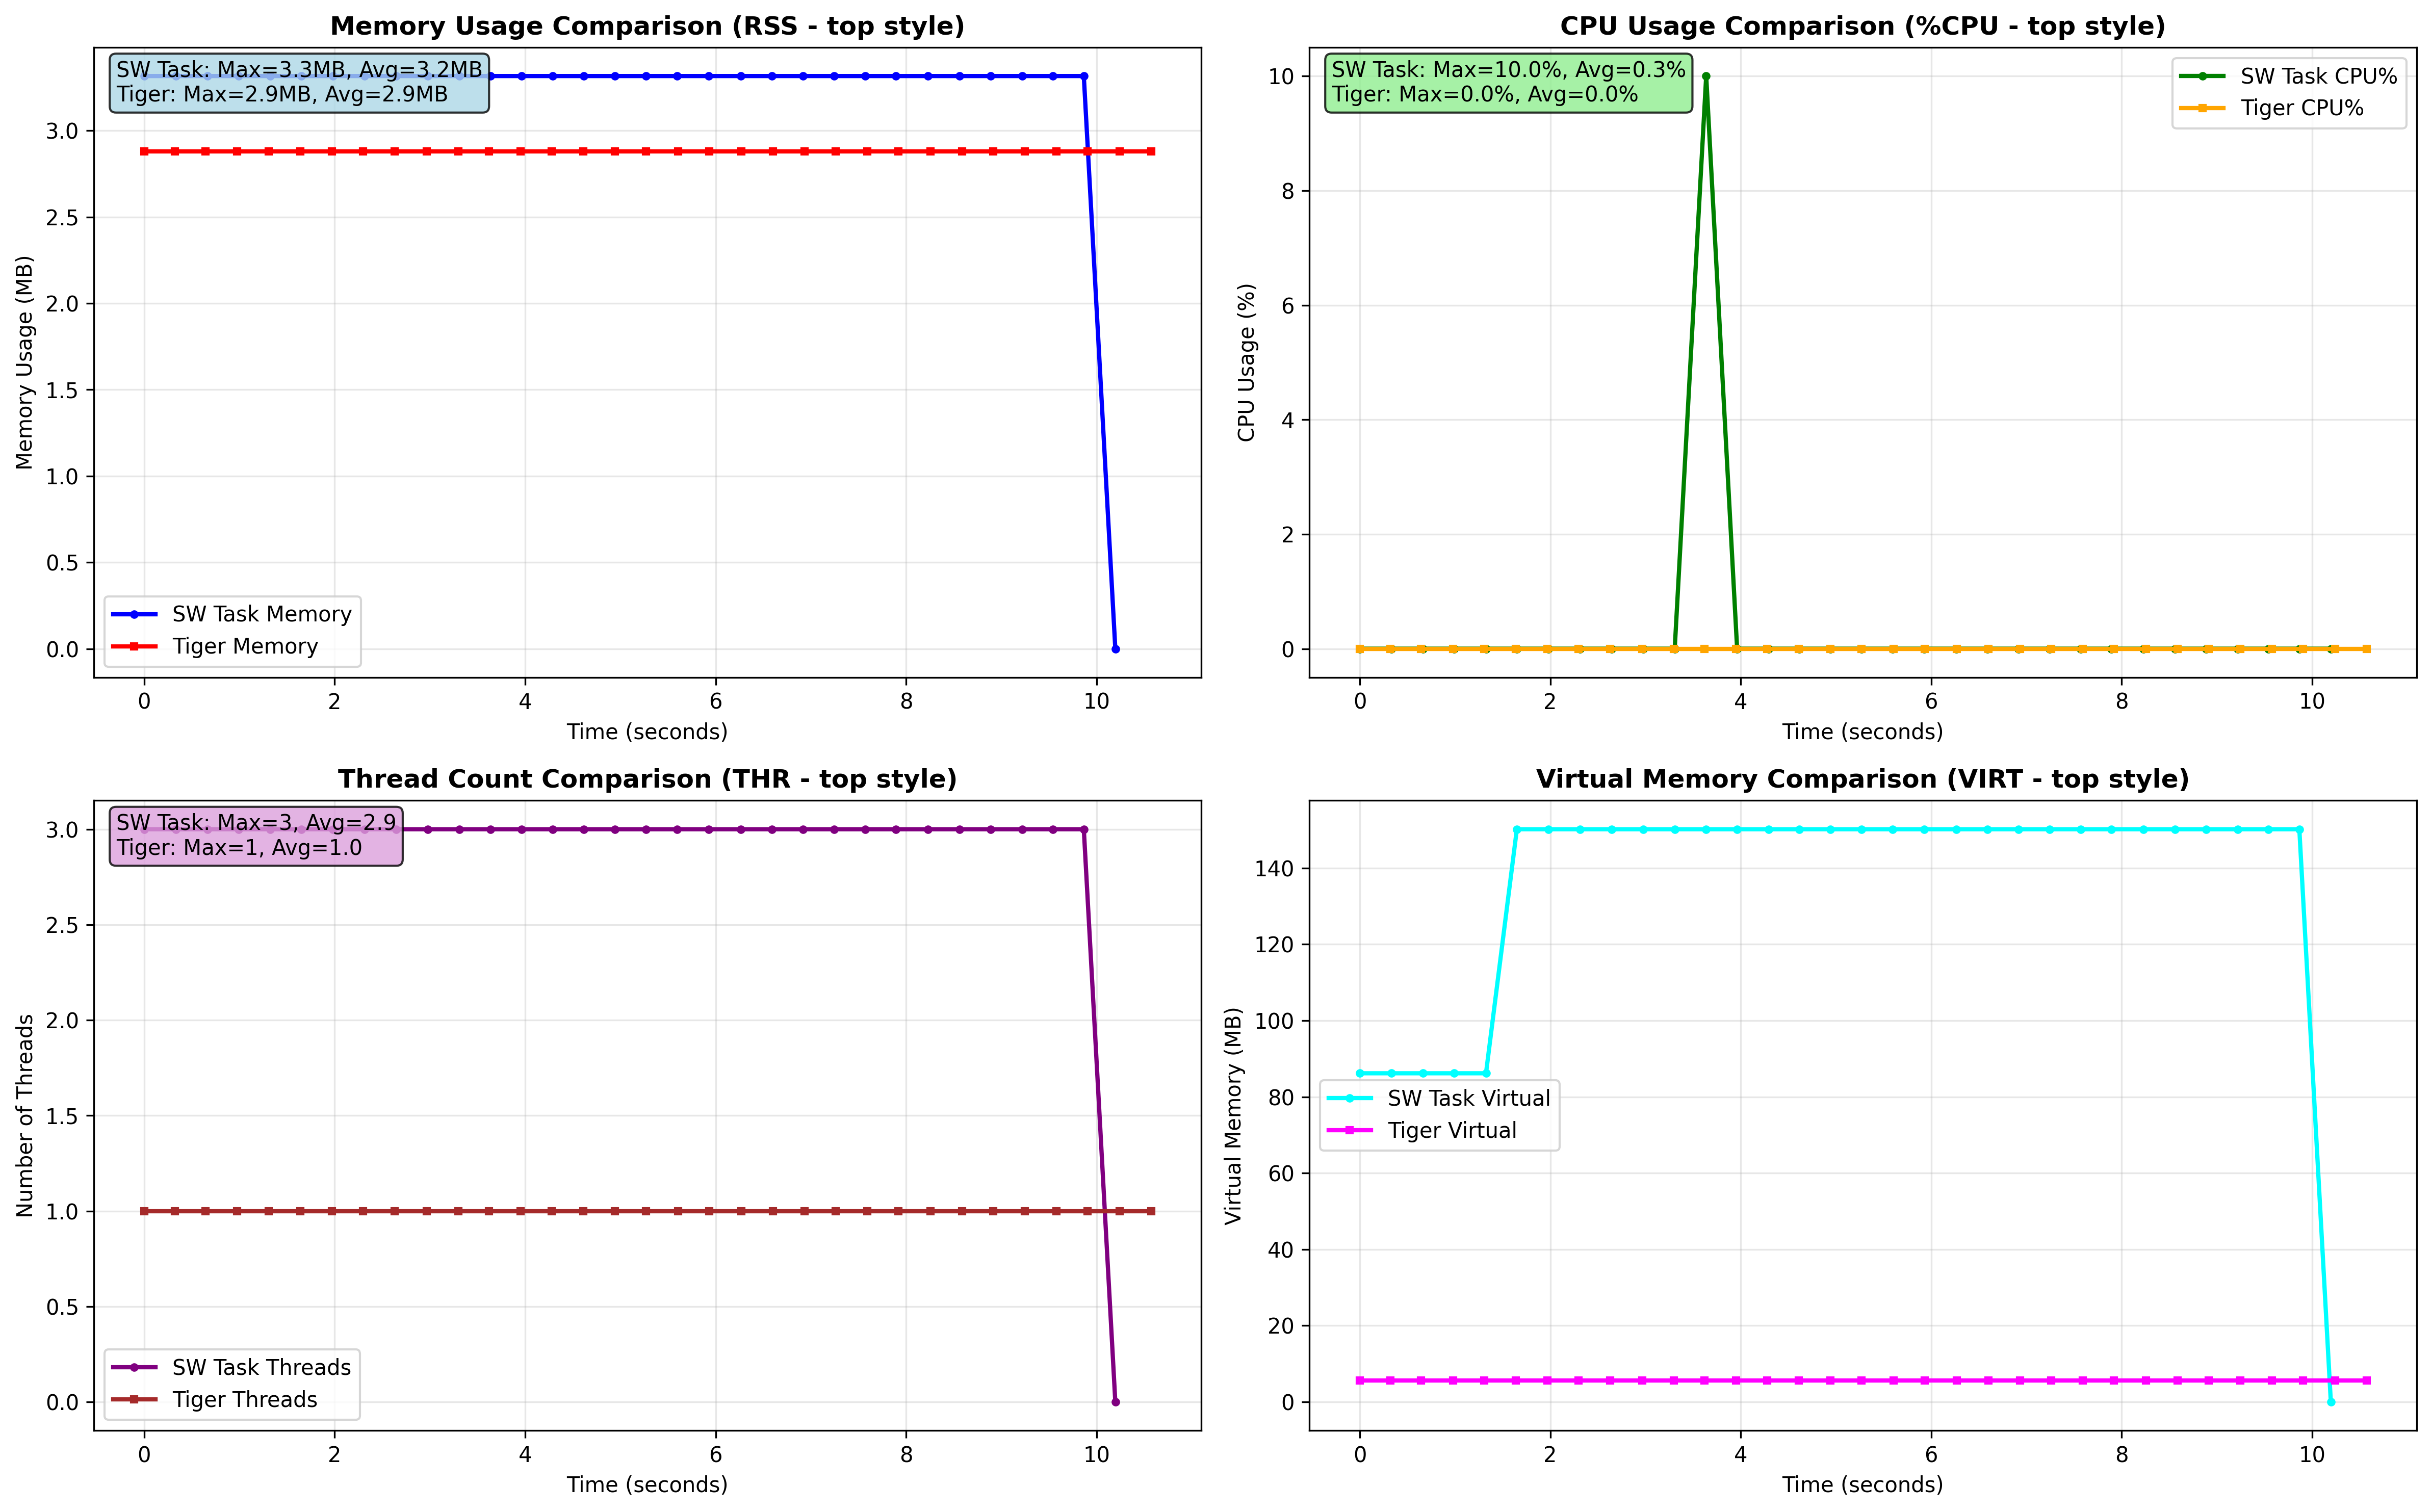 Memory Usage Comparison (RSS - top style)
SW Task: Max=3.3MB, Avg=3.2MB
Tiger: Max=2.9MB, Avg=2.9MB
3.0
2.5
2.0
1.5
1.0
0.5
0.0
Memory Usage (MB)
SW Task Memory
Tiger Memory
0 2 4 6 8 10
Time (seconds)
CPU Usage Comparison (%CPU - top style)
SW Task: Max=10.0%, Avg=0.3%
Tiger: Max=0.0%, Avg=0.0%
SW Task CPU%
Tiger CPU%
10
8
6
4
2
0
CPU Usage (%)
0 2 4 6 8 10
Time (seconds)
Thread Count Comparison (THR - top style)
SW Task: Max=3, Avg=2.9
Tiger: Max=1, Avg=1.0
3.0
2.5
2.0
1.5
1.0
0.5
0.0
Number of Threads
SW Task Threads
Tiger Threads
0 2 4 6 8 10
Time (seconds)
Virtual Memory Comparison (VIRT - top style)
140
120
100
80
60
40
20
0
Virtual Memory (MB)
SW Task Virtual
Tiger Virtual
0 2 4 6 8 10
Time (seconds)